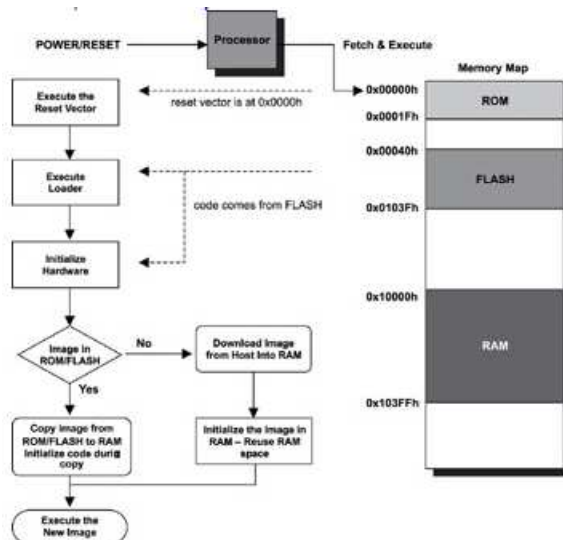 POWER/RESET
Processor
Fetch & Execute
Memory Map
Execute the
Reset Vector
reset vector is at 0x0000h
0x00000h
ROM
0x0001Fh
0x00040h
Execute
Loader
FLASH
code comes from FLASH
0x0103Fh
Initialize
Hardware
0x10000h
Image in
ROM/FLASH
No
Download Image
from Host Into RAM
RAM
Yes
0x103FFh
Copy Image from
ROM/FLASH to RAM
Initialize code during
copy
Initialize the Image in
RAM – Reuse RAM
space
Execute the
New Image